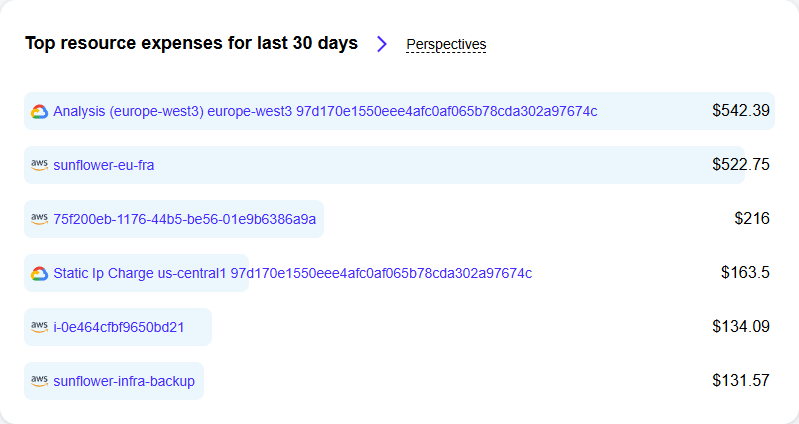 Top resource expenses for last 30 days Perspectives
Analysis (europe-west3) europe-west3 97d170e1550eee4afc0af065b78cda302a97674c $542.39
aws sunflower-eu-fra $522.75
aws 75f200eb-1176-44b5-be56-01e9b6386a9a $216
Static Ip Charge us-central1 97d170e1550eee4afc0af065b78cda302a97674c $163.5
aws i-0e464cfbf9650bd21 $134.09
aws sunflower-infra-backup $131.57